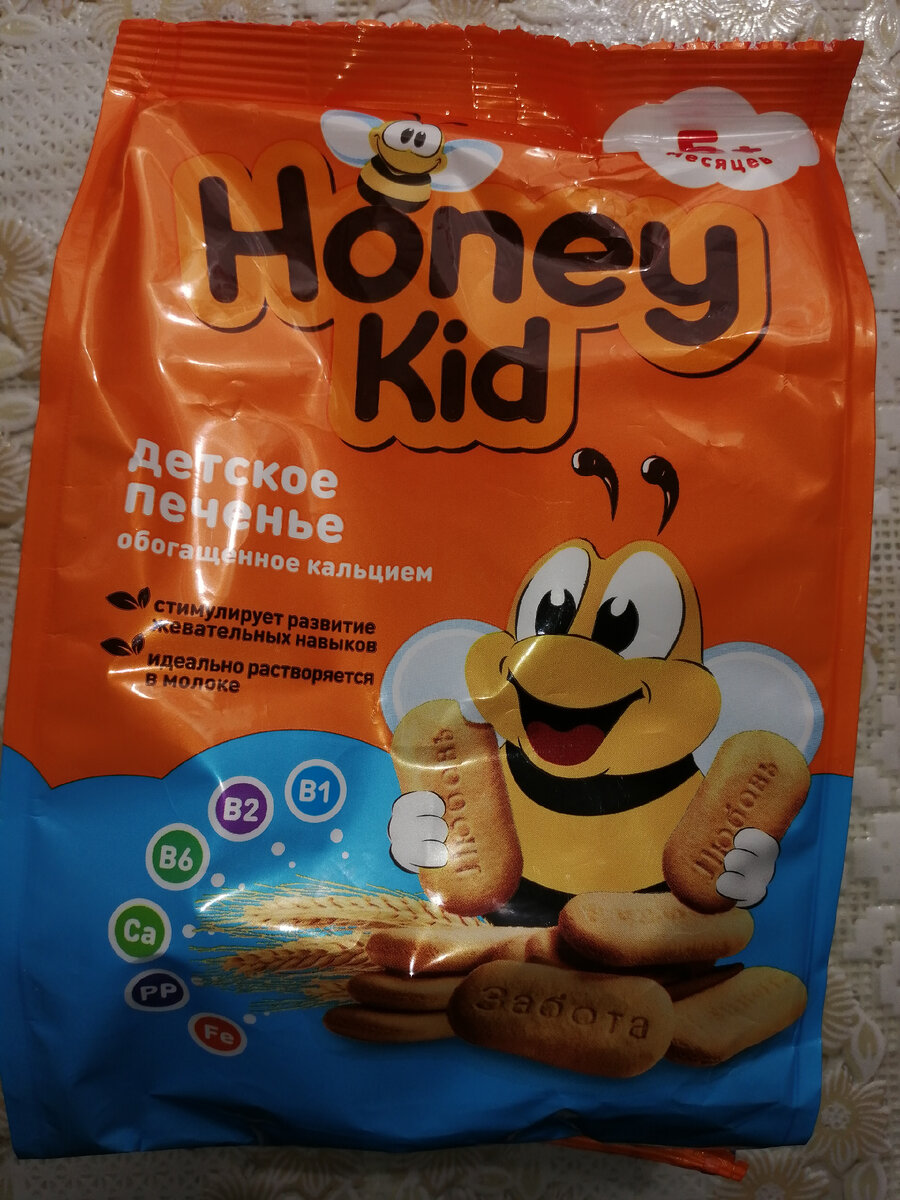 5+
месяцев
Honey
Kid
детское
печенье
обогащенное кальцием
стимулирует развитие
жевательных навыков
идеально растворяется
в молоке
B1
B2
B6
Ca
PP
Fe
Любовь
Любовь
Забота